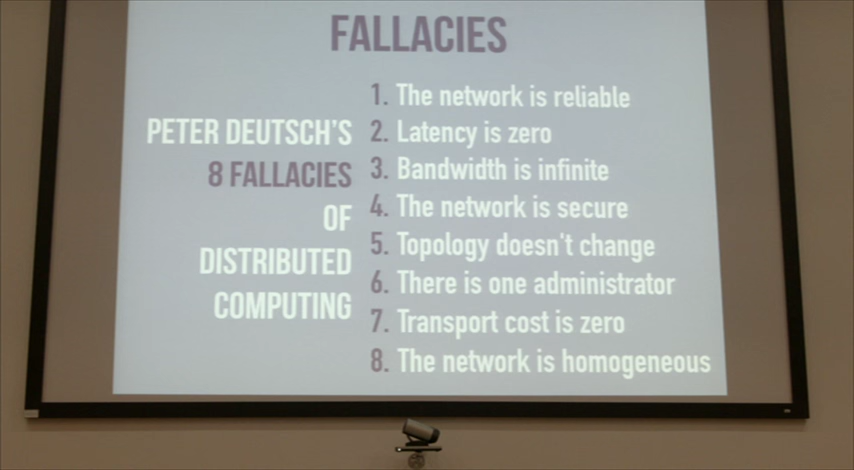 FALLACIES
PETER DEUTSCH'S
8 FALLACIES
OF
DISTRIBUTED
COMPUTING
1. The network is reliable
2. Latency is zero
3. Bandwidth is infinite
4. The network is secure
5. Topology doesn't change
6. There is one administrator
7. Transport cost is zero
8. The network is homogeneous